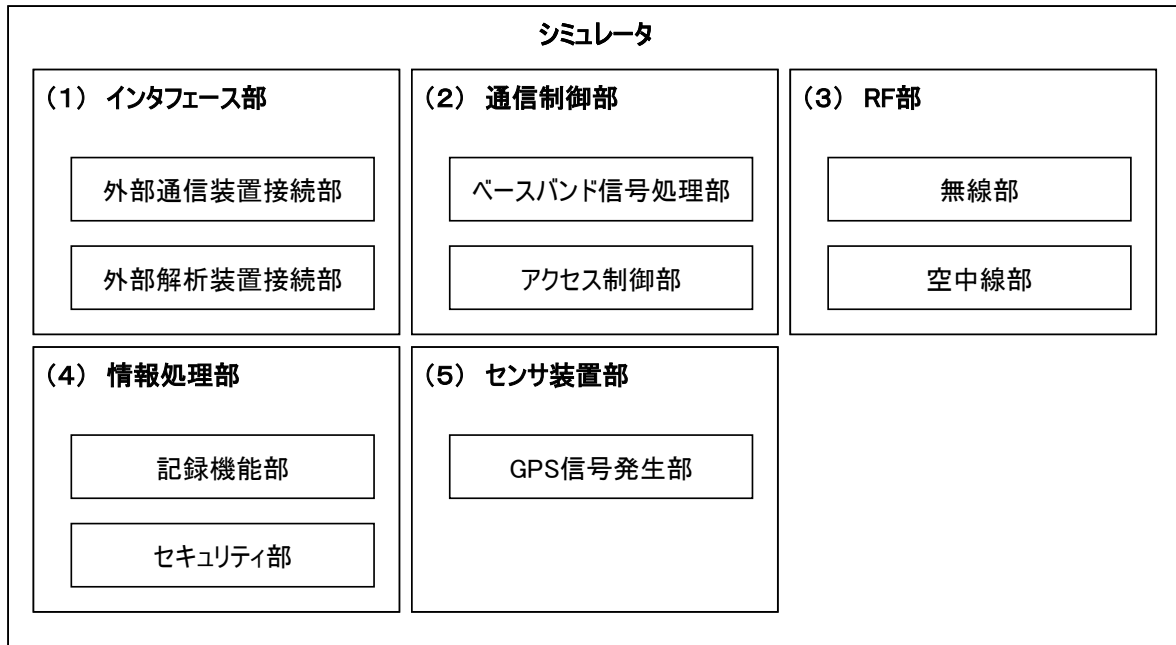 シミュレータ
（１） インタフェース部
外部通信装置接続部
外部解析装置接続部
（２） 通信制御部
ベースバンド信号処理部
アクセス制御部
（３） RF部
無線部
空中線部
（４） 情報処理部
記録機能部
セキュリティ部
（５） センサ装置部
GPS信号発生部